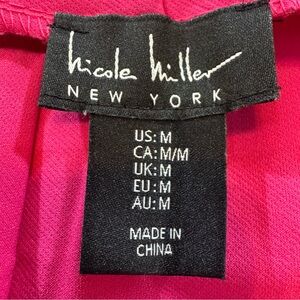 Nicole Miller
NEW YORK
US: M
CA: M/M
UK: M
EU: M
AU: M
MADE IN
CHINA